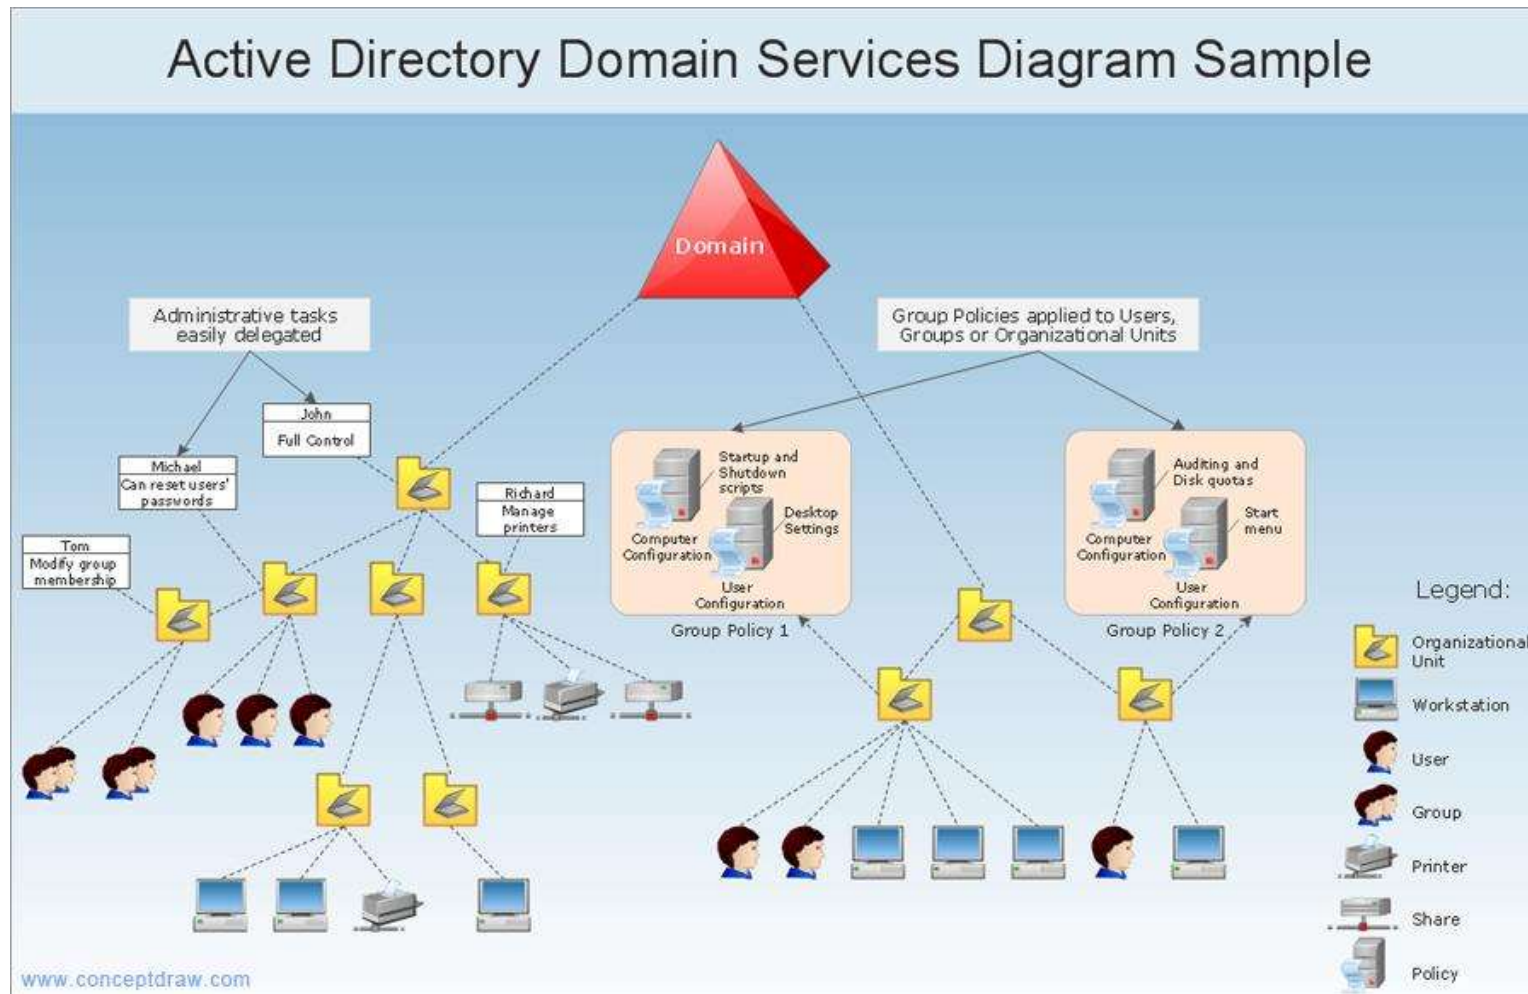 Active Directory Domain Services Diagram Sample
Domain
Administrative tasks
easily delegated
Group Policies applied to Users,
Groups or Organizational Units
John
Full Control
Michael
Can reset users'
passwords
Richard
Manage
printers
Tom
Modify group
membership
Startup and
Shutdown
scripts
Desktop
Settings
Computer
Configuration
User
Configuration
Group Policy 1
Auditing and
Disk quotas
Start
menu
Computer
Configuration
User
Configuration
Group Policy 2
Legend:
Organizational
Unit
Workstation
User
Group
Printer
Share
Policy
www.conceptdraw.com